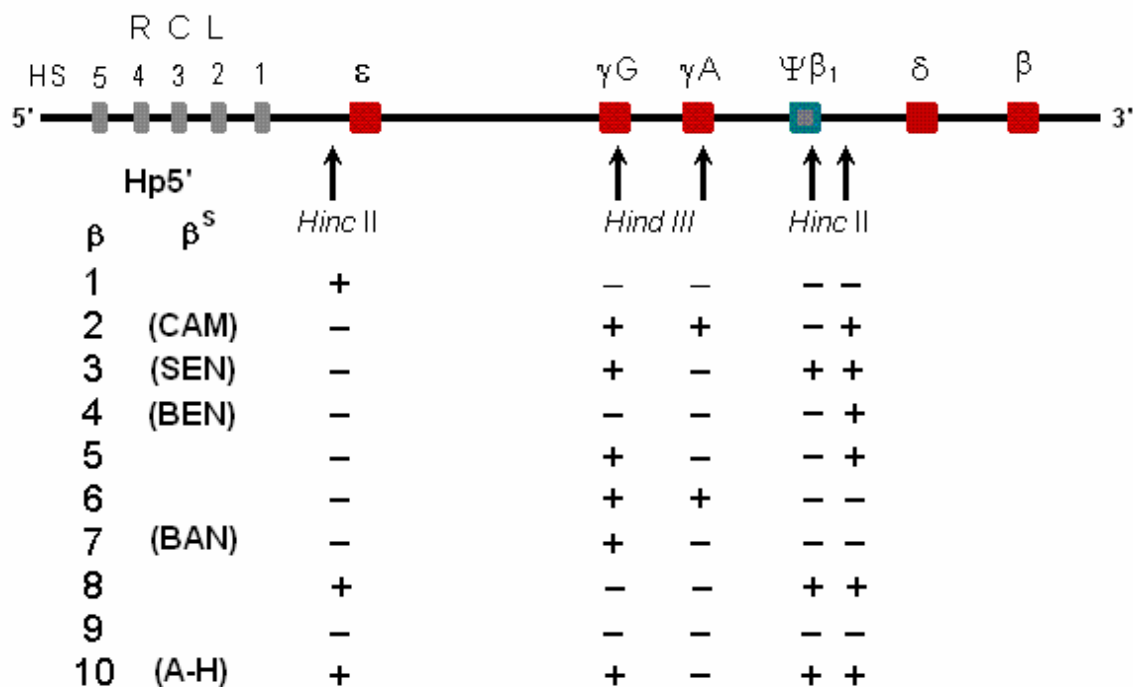 R C L
HS 5 4 3 2 1 ε γG γA Ψβ₁ δ β
5' 3'
Hp5'
Hinc II Hind III Hinc II
β βˢ
1 + – – – –
2 (CAM) – + + – +
3 (SEN) – + – + +
4 (BEN) – – – – +
5 – + – – +
6 – + + – –
7 (BAN) – + – – –
8 + – – + +
9 – – – – –
10 (A-H) + + – + +